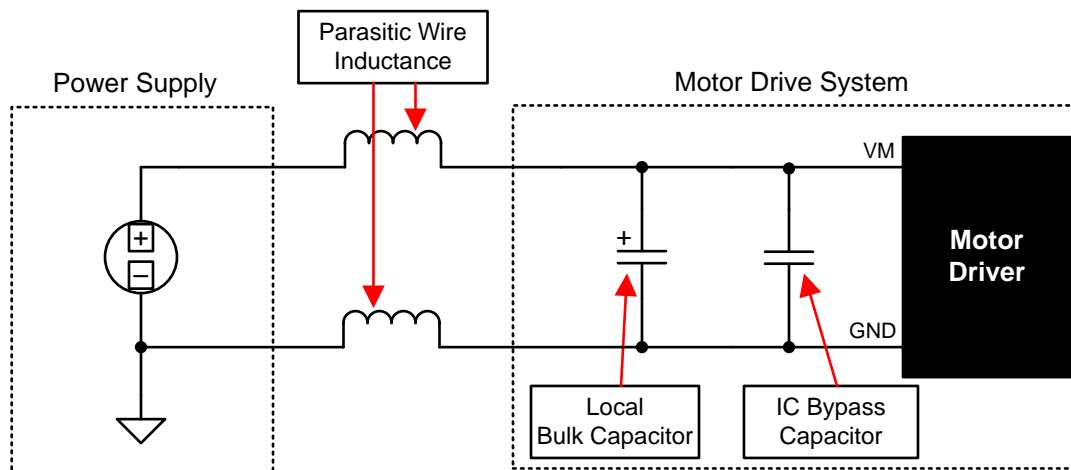 Parasitic Wire
Inductance
Power Supply
Motor Drive System
VM
+
−
+
Motor
Driver
GND
Local
Bulk Capacitor
IC Bypass
Capacitor